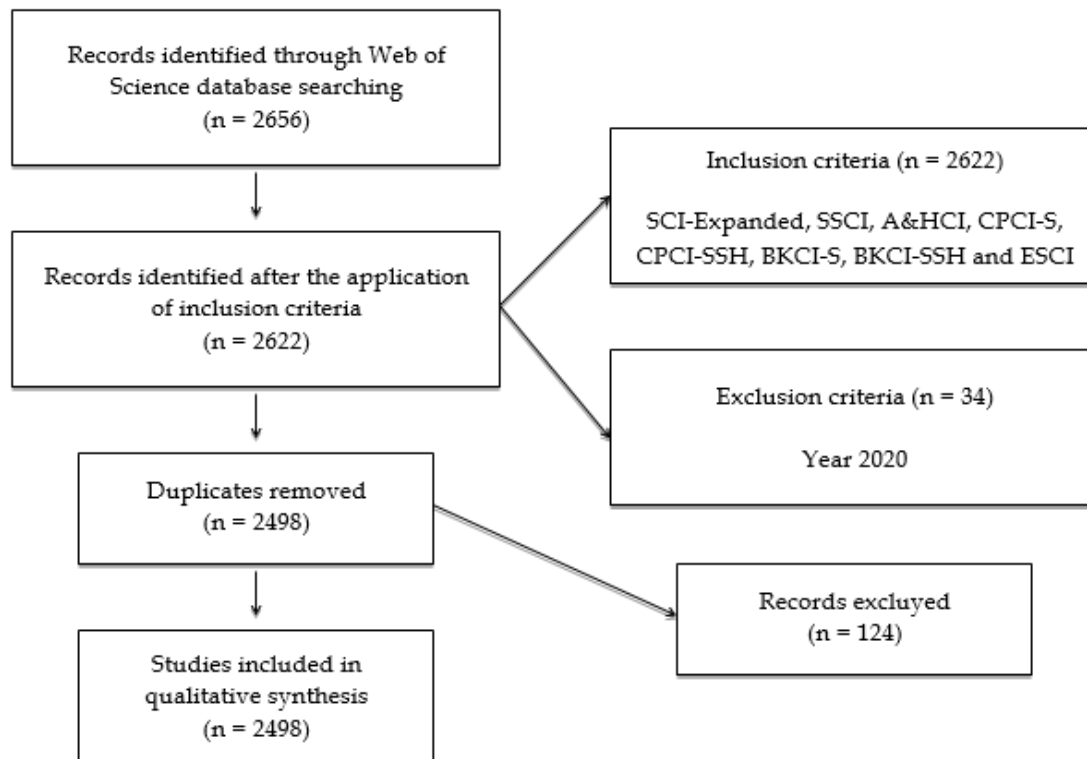 Records identified through Web of
Science database searching
(n = 2656)
Inclusion criteria (n = 2622)
SCI-Expanded, SSCI, A&HCI, CPCI-S,
CPCI-SSH, BKCI-S, BKCI-SSH and ESCI
Records identified after the application
of inclusion criteria
(n = 2622)
Exclusion criteria (n = 34)
Year 2020
Duplicates removed
(n = 2498)
Records excluyed
(n = 124)
Studies included in
qualitative synthesis
(n = 2498)